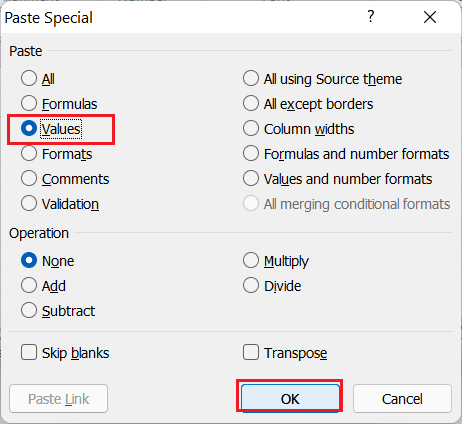 Paste Special
Paste
All
Formulas
Values
Formats
Comments
Validation
All using Source theme
All except borders
Column widths
Formulas and number formats
Values and number formats
All merging conditional formats
Operation
None
Add
Subtract
Multiply
Divide
Skip blanks
Transpose
Paste Link
OK
Cancel